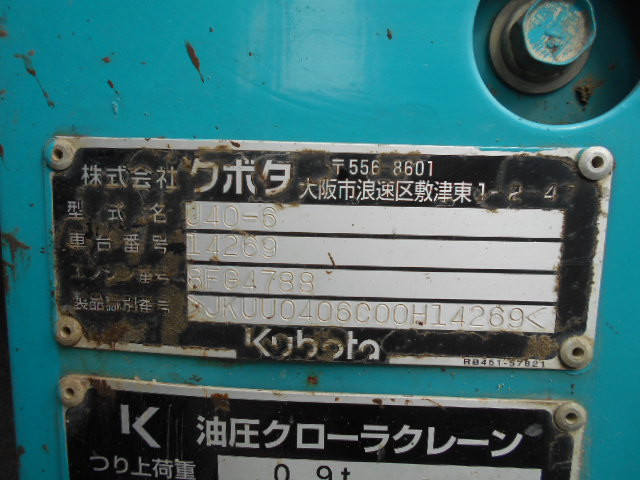 株式会社 クボタ 〒556-8601
大阪市浪速区敷津東1-2-47
型式名 U40-6
車台番号 14269
エンジン番号 8FG4788
製品識別番号 >JKUU0406C00H14269<
Kubota
RB451-57821
K 油圧クローラクレーン
つり上荷重 0.9t